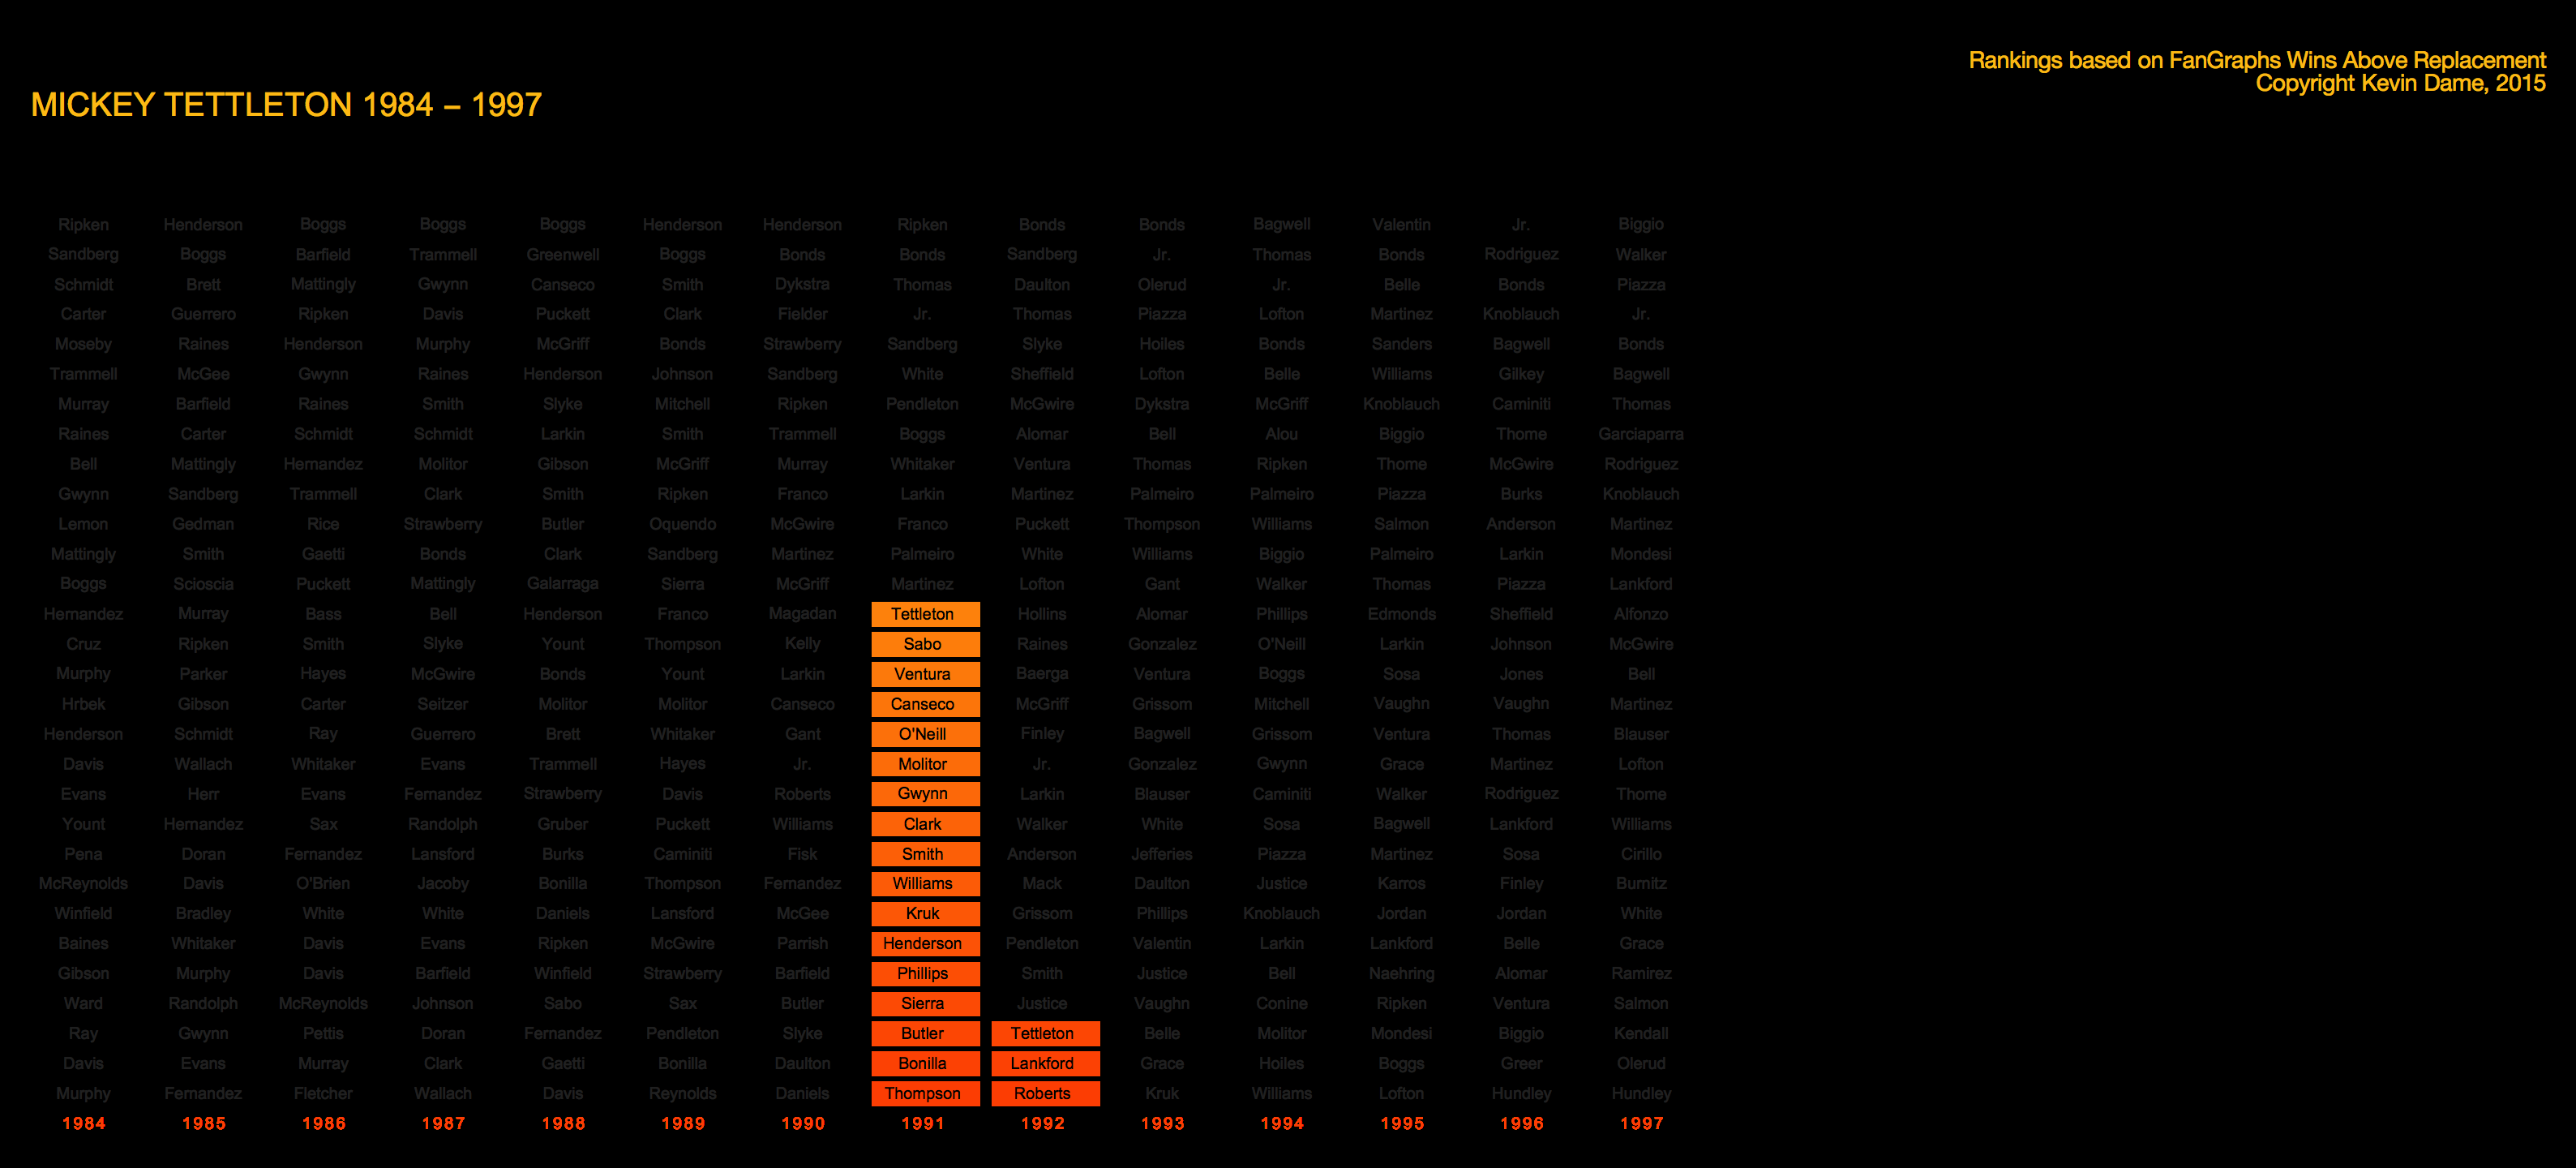 Rankings based on FanGraphs Wins Above Replacement
Copyright Kevin Dame, 2015
MICKEY TETTLETON 1984 – 1997
Ripken Henderson Boggs Boggs Boggs Henderson Henderson Ripken Bonds Bonds Bagwell Valentin Jr. Biggio
Sandberg Boggs Barfield Trammell Greenwell Boggs Bonds Bonds Sandberg Jr. Thomas Bonds Rodriguez Walker
Schmidt Brett Mattingly Gwynn Canseco Smith Dykstra Thomas Daulton Olerud Jr. Belle Bonds Piazza
Carter Guerrero Ripken Davis Puckett Clark Fielder Jr. Thomas Piazza Lofton Martinez Knoblauch Jr.
Moseby Raines Henderson Murphy McGriff Bonds Strawberry Sandberg Slyke Hoiles Bonds Sanders Bagwell Bonds
Trammell McGee Gwynn Raines Henderson Johnson Sandberg White Sheffield Lofton Belle Williams Gilkey Bagwell
Murray Barfield Raines Smith Slyke Mitchell Ripken Pendleton McGwire Dykstra McGriff Knoblauch Caminiti Thomas
Raines Carter Schmidt Schmidt Larkin Smith Trammell Boggs Alomar Bell Alou Biggio Thome Garciaparra
Bell Mattingly Hernandez Molitor Gibson McGriff Murray Whitaker Ventura Thomas Ripken Thome McGwire Rodriguez
Gwynn Sandberg Trammell Clark Smith Ripken Franco Larkin Martinez Palmeiro Palmeiro Piazza Burks Knoblauch
Lemon Gedman Rice Strawberry Butler Oquendo McGwire Franco Puckett Thompson Williams Salmon Anderson Martinez
Mattingly Smith Gaetti Bonds Clark Sandberg Martinez Palmeiro White Williams Biggio Palmeiro Larkin Mondesi
Boggs Scioscia Puckett Mattingly Galarraga Sierra McGriff Martinez Lofton Gant Walker Thomas Piazza Lankford
Hernandez Murray Bass Bell Henderson Franco Magadan Tettleton Hollins Alomar Phillips Edmonds Sheffield Alfonzo
Cruz Ripken Smith Slyke Yount Thompson Kelly Sabo Raines Gonzalez O'Neill Larkin Johnson McGwire
Murphy Parker Hayes McGwire Bonds Yount Larkin Ventura Baerga Ventura Boggs Sosa Jones Bell
Hrbek Gibson Carter Seitzer Molitor Molitor Canseco Canseco McGriff Grissom Mitchell Vaughn Vaughn Martinez
Henderson Schmidt Ray Guerrero Brett Whitaker Gant O'Neill Finley Bagwell Grissom Ventura Thomas Blauser
Davis Wallach Whitaker Evans Trammell Hayes Jr. Molitor Jr. Gonzalez Gwynn Grace Martinez Lofton
Evans Herr Evans Fernandez Strawberry Davis Roberts Gwynn Larkin Blauser Caminiti Walker Rodriguez Thome
Yount Hernandez Sax Randolph Gruber Puckett Williams Clark Walker White Sosa Bagwell Lankford Williams
Pena Doran Fernandez Lansford Burks Caminiti Fisk Smith Anderson Jefferies Piazza Martinez Sosa Cirillo
McReynolds Davis O'Brien Jacoby Bonilla Thompson Fernandez Williams Mack Daulton Justice Karros Finley Burnitz
Winfield Bradley White White Daniels Lansford McGee Kruk Grissom Phillips Knoblauch Jordan Jordan White
Baines Whitaker Davis Evans Ripken McGwire Parrish Henderson Pendleton Valentin Larkin Lankford Belle Grace
Gibson Murphy Davis Barfield Winfield Strawberry Barfield Phillips Smith Justice Bell Naehring Alomar Ramirez
Ward Randolph McReynolds Johnson Sabo Sax Butler Sierra Justice Vaughn Conine Ripken Ventura Salmon
Ray Gwynn Pettis Doran Fernandez Pendleton Slyke Butler Tettleton Belle Molitor Mondesi Biggio Kendall
Davis Evans Murray Clark Gaetti Bonilla Daulton Bonilla Lankford Grace Hoiles Boggs Greer Olerud
Murphy Fernandez Fletcher Wallach Davis Reynolds Daniels Thompson Roberts Kruk Williams Lofton Hundley Hundley
1984 1985 1986 1987 1988 1989 1990 1991 1992 1993 1994 1995 1996 1997